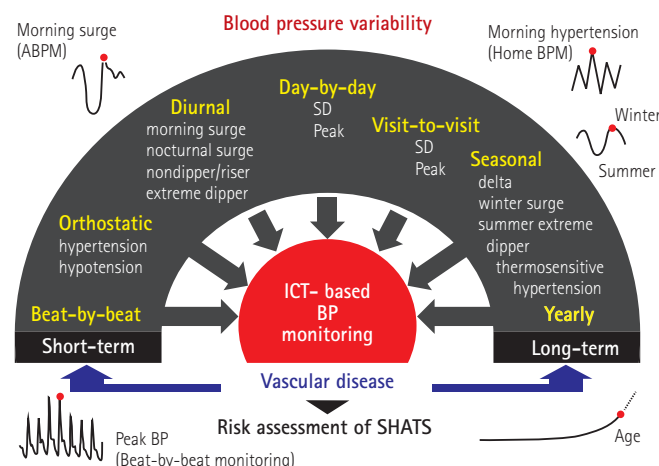 Blood pressure variability
Morning surge
(ABPM)
Morning hypertension
(Home BPM)
Winter
Summer
Day-by-day
SD
Peak
Diurnal
morning surge
nocturnal surge
nondipper/riser
extreme dipper
Visit-to-visit
SD
Peak
Seasonal
delta
winter surge
summer extreme
dipper
thermosensitive
hypertension
Orthostatic
hypertension
hypotension
Beat-by-beat
Yearly
ICT- based
BP
monitoring
Short-term
Long-term
Vascular disease
Risk assessment of SHATS
Peak BP
(Beat-by-beat monitoring)
Age